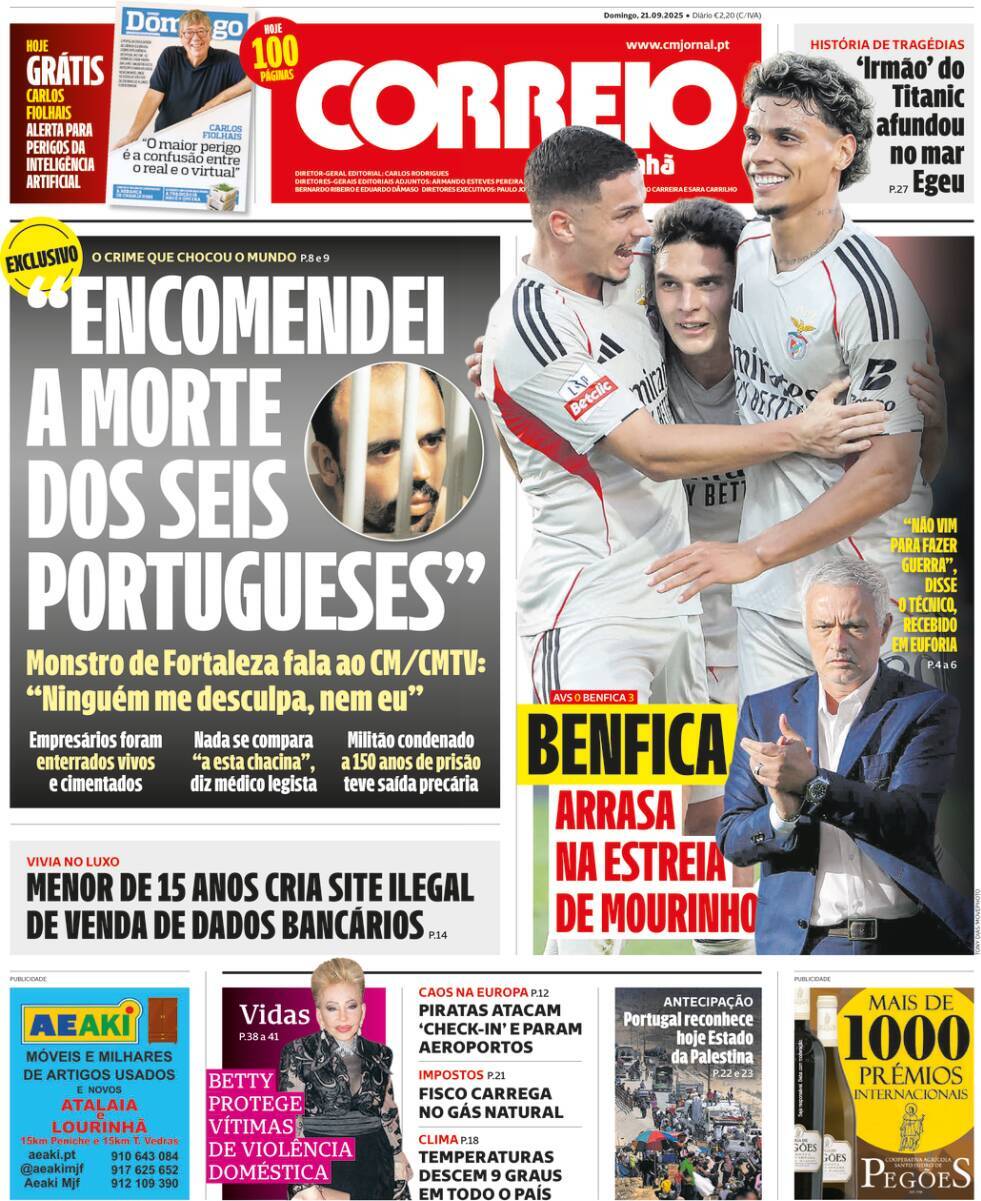 Domingo, 21.09.2025 • Diário €2,20 (C/IVA)
HOJE
GRÁTIS
CARLOS
FIOLHAIS
ALERTA PARA
PERIGOS DA
INTELIGÊNCIA
ARTIFICIAL
Domingo
CARLOS
FIOLHAIS
"O maior perigo
é a confusão entre
o real e o virtual"
HOJE
100
PÁGINAS
www.cmjornal.pt
CORREIO
DIRETOR-GERAL EDITORIAL: CARLOS RODRIGUES
DIRETORES-GERAIS EDITORIAIS ADJUNTOS: ARMANDO ESTEVES PEREIRA
BERNARDO RIBEIRO E EDUARDO DÂMASO DIRETORES EXECUTIVOS: PAULO
CARREIRA E SARA CARRILHO
HISTÓRIA DE TRAGÉDIAS
'Irmão' do
Titanic
afundou
no mar
Egeu
P.27
EXCLUSIVO
O CRIME QUE CHOCOU O MUNDO P.8 e 9
"ENCOMENDEI
A MORTE
DOS SEIS
PORTUGUESES"
Monstro de Fortaleza fala ao CM/CMTV:
"Ninguém me desculpa, nem eu"
Empresários foram
enterrados vivos
e cimentados
Nada se compara
"a esta chacina",
diz médico legista
Militão condenado
a 150 anos de prisão
teve saída precária
Betclic
"NÃO VIM
PARA FAZER
GUERRA",
DISSE
O TÉCNICO,
RECEBIDO
EM EUFORIA
P.4 a 6
AVS 0 BENFICA 3
BENFICA
ARRASA
NA ESTREIA
DE MOURINHO
VIVIA NO LUXO
MENOR DE 15 ANOS CRIA SITE ILEGAL
DE VENDA DE DADOS BANCÁRIOS P.14
PUBLICIDADE
AEAKI
MÓVEIS E MILHARES
DE ARTIGOS USADOS
E NOVOS
ATALAIA
e
LOURINHÃ
15km Peniche e 15km T. Vedras
aeaki.pt 910 643 084
@aeakimjf 917 625 652
Aeaki Mjf 912 109 390
Vidas
P.38 a 41
BETTY
PROTEGE
VÍTIMAS
DE VIOLÊNCIA
DOMÉSTICA
CAOS NA EUROPA P.12
PIRATAS ATACAM
'CHECK-IN' E PARAM
AEROPORTOS
IMPOSTOS P.21
FISCO CARREGA
NO GÁS NATURAL
CLIMA P.18
TEMPERATURAS
DESCEM 9 GRAUS
EM TODO O PAÍS
ANTECIPAÇÃO
Portugal reconhece
hoje Estado
da Palestina
P.22 e 23
PUBLICIDADE
MAIS DE
1000
PRÉMIOS
INTERNACIONAIS
COOPERATIVA AGRÍCOLA
SANTO ISIDRO DE
PEGÕES